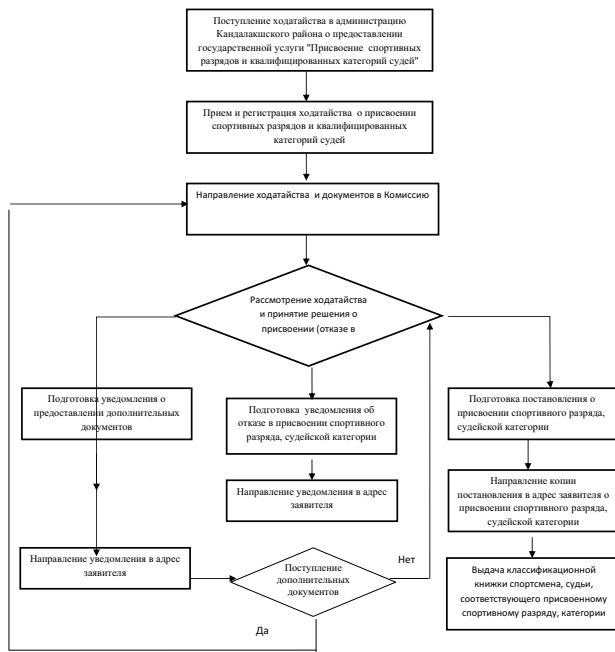 Поступление ходатайства в администрацию
Кандалакшского района о предоставлении
государственной услуги "Присвоение спортивных
разрядов и квалифицированных категорий судей"
Прием и регистрация ходатайства о присвоении
спортивных разрядов и квалифицированных
категорий судей
Направление ходатайства и документов в Комиссию
Рассмотрение ходатайства
и принятие решения о
присвоении (отказе в
Подготовка уведомления о
предоставлении дополнительных
документов
Подготовка уведомления об
отказе в присвоении спортивного
разряда, судейской категории
Подготовка постановления о
присвоении спортивного разряда,
судейской категории
Направление уведомления в адрес
заявителя
Направление копии
постановления в адрес заявителя о
присвоении спортивного разряда,
судейской категории
Направление уведомления в адрес
заявителя
Поступление
дополнительных
документов
Нет
Да
Выдача классификационной
книжки спортсмена, судьи,
соответствующего присвоенному
спортивному разряду, категории